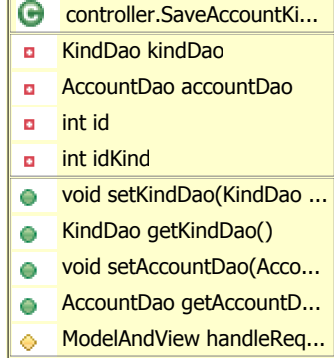 C controller.SaveAccountKi...
KindDao kindDao
AccountDao accountDao
int id
int idKind
void setKindDao(KindDao ...
KindDao getKindDao()
void setAccountDao(Acco...
AccountDao getAccountD...
ModelAndView handleReq...